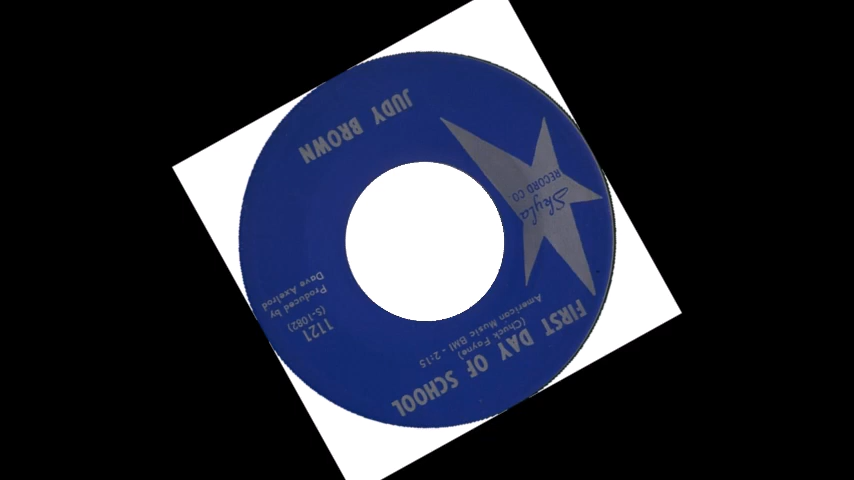 Skyla
RECORD CO
FIRST DAY OF SCHOOL
(Chuck Fayne)
American Music BMI - 2:15
1121
(S-1082)
Produced by
Dave Axelrod
JUDY BROWN